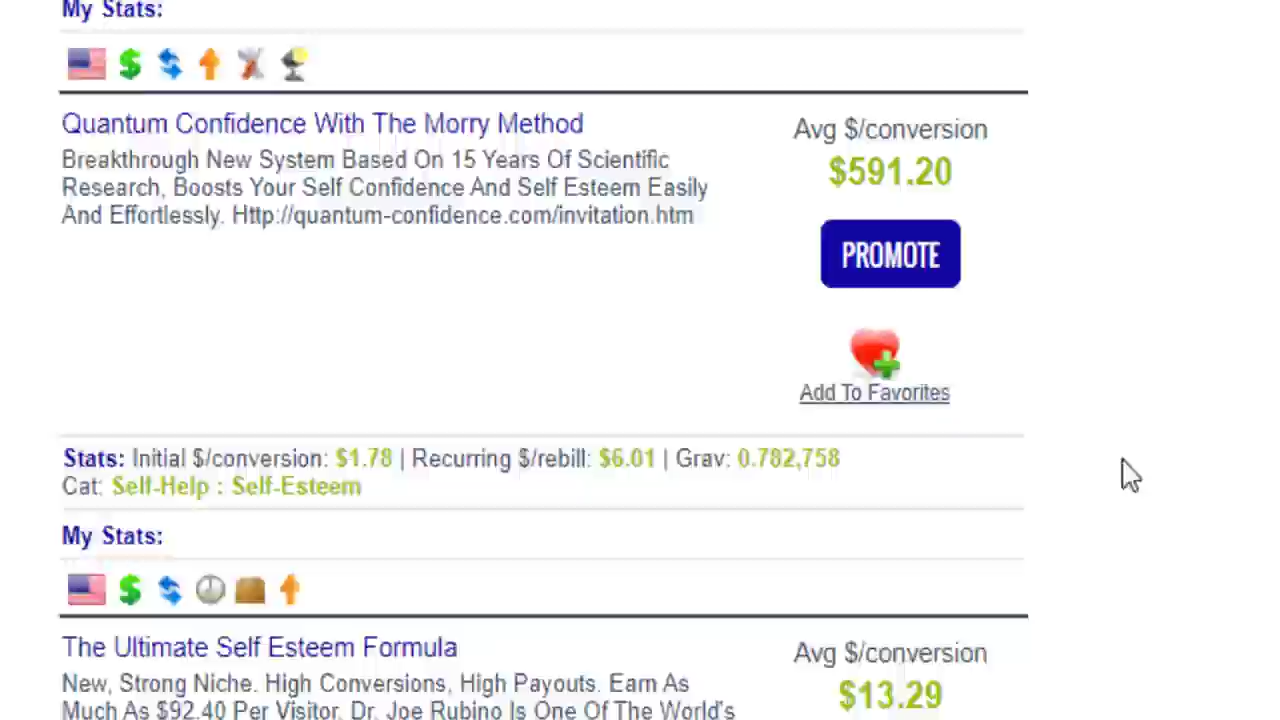 My Stats:
Quantum Confidence With The Morry Method
Breakthrough New System Based On 15 Years Of Scientific
Research, Boosts Your Self Confidence And Self Esteem Easily
And Effortlessly. Http://quantum-confidence.com/invitation.htm
Avg $/conversion
$591.20
PROMOTE
Add To Favorites
Stats: Initial $/conversion: $1.78 | Recurring $/rebill: $6.01 | Grav: 0.782,758
Cat: Self-Help : Self-Esteem
My Stats:
The Ultimate Self Esteem Formula
New, Strong Niche. High Conversions, High Payouts. Earn As
Much As $92.40 Per Visitor. Dr. Joe Rubino Is One Of The World's
Avg $/conversion
$13.29